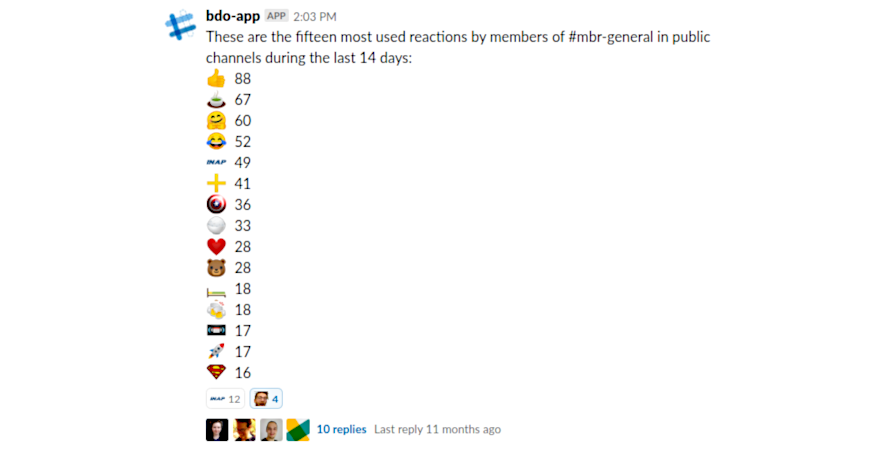 bdo-app APP 2:03 PM
These are the fifteen most used reactions by members of #mbr-general in public
channels during the last 14 days:
88
67
60
52
INAP 49
41
36
33
28
28
18
18
17
17
16
INAP 12 4
10 replies Last reply 11 months ago